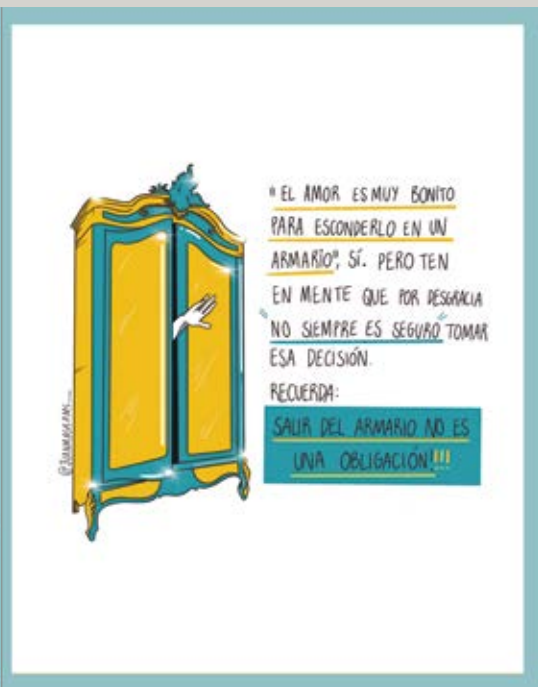 "EL AMOR ES MUY BONITO
PARA ESCONDERLO EN UN
ARMARIO", SÍ. PERO TEN
EN MENTE QUE POR DESGRACIA
"NO SIEMPRE ES SEGURO" TOMAR
ESA DECISIÓN.
RECUERDA:
SALIR DEL ARMARIO NO ES
UNA OBLIGACIÓN!!!!